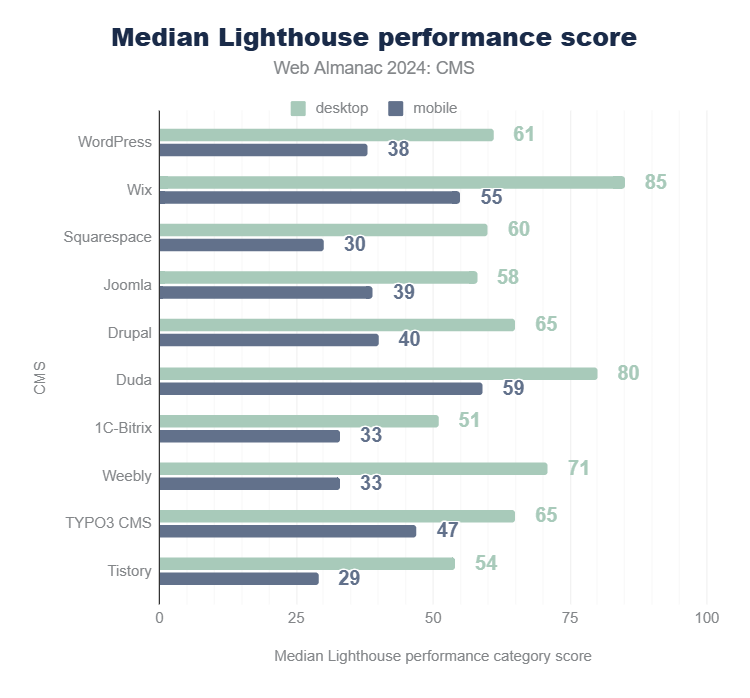 Median Lighthouse performance score
Web Almanac 2024: CMS
desktop mobile
WordPress 61
38
Wix 85
55
Squarespace 60
30
Joomla 58
39
Drupal 65
40
CMS
Duda 80
59
1C-Bitrix 51
33
Weebly 71
33
TYPO3 CMS 65
47
Tistory 54
29
0 25 50 75 100
Median Lighthouse performance category score